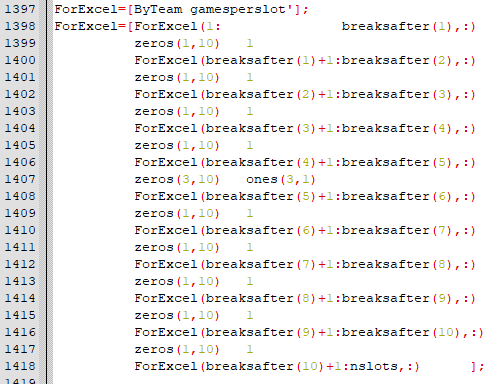 1397 ForExcel=[ByTeam gamesperslot'];
1398 ForExcel=[ForExcel(1:                breaksafter(1),:)
1399           zeros(1,10)   1
1400           ForExcel(breaksafter(1)+1:breaksafter(2),:)
1401           zeros(1,10)   1
1402           ForExcel(breaksafter(2)+1:breaksafter(3),:)
1403           zeros(1,10)   1
1404           ForExcel(breaksafter(3)+1:breaksafter(4),:)
1405           zeros(1,10)   1
1406           ForExcel(breaksafter(4)+1:breaksafter(5),:)
1407           zeros(3,10)   ones(3,1)
1408           ForExcel(breaksafter(5)+1:breaksafter(6),:)
1409           zeros(1,10)   1
1410           ForExcel(breaksafter(6)+1:breaksafter(7),:)
1411           zeros(1,10)   1
1412           ForExcel(breaksafter(7)+1:breaksafter(8),:)
1413           zeros(1,10)   1
1414           ForExcel(breaksafter(8)+1:breaksafter(9),:)
1415           zeros(1,10)   1
1416           ForExcel(breaksafter(9)+1:breaksafter(10),:)
1417           zeros(1,10)   1
1418           ForExcel(breaksafter(10)+1:nslots,:)       ];
1419